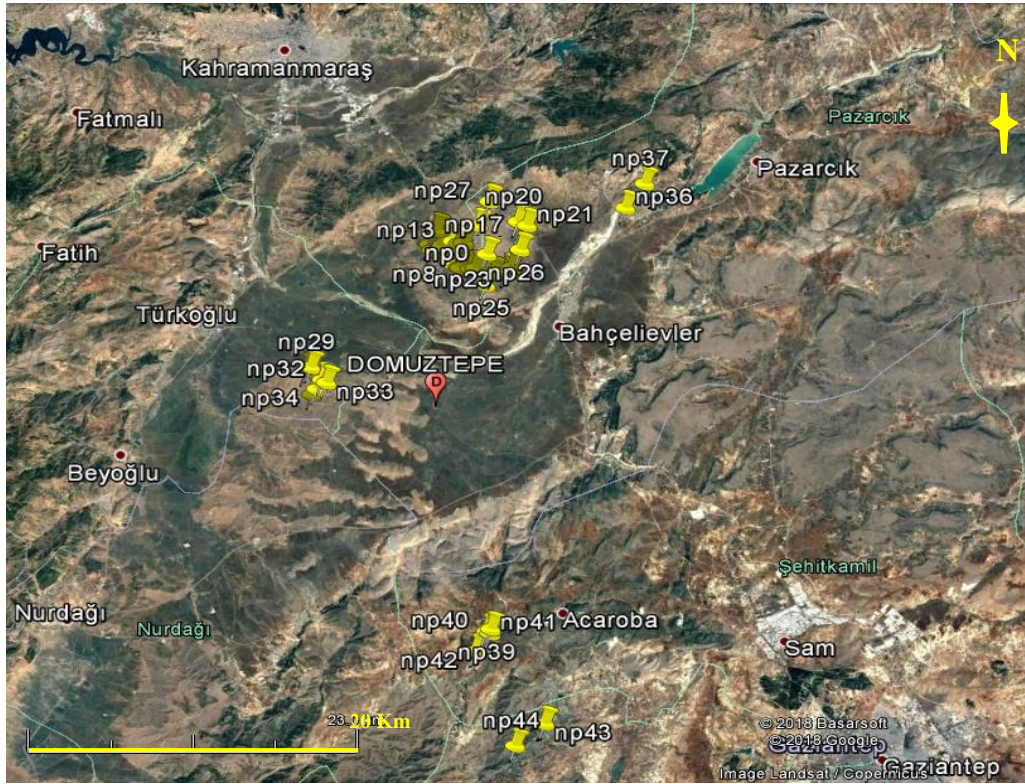 N
Kahramanmaraş
Fatmalı
Pazarcık
np37
Pazarcık
np27
np20
np36
np17
np21
np13
Fatih
np0
np8
np23
np26
np25
Türkoğlu
Bahçelievler
np29
np32
DOMUZTEPE
D
np33
np34
Beyoğlu
Şehitkamil
Nurdağı
Nurdağı
np40
np41
Acaroba
np42
np39
Sam
np44
np43
20 Km
© 2018 Basarsoft
© 2018 Google
Gaziantep
Gaziantep
Image Landsat / Copernicus